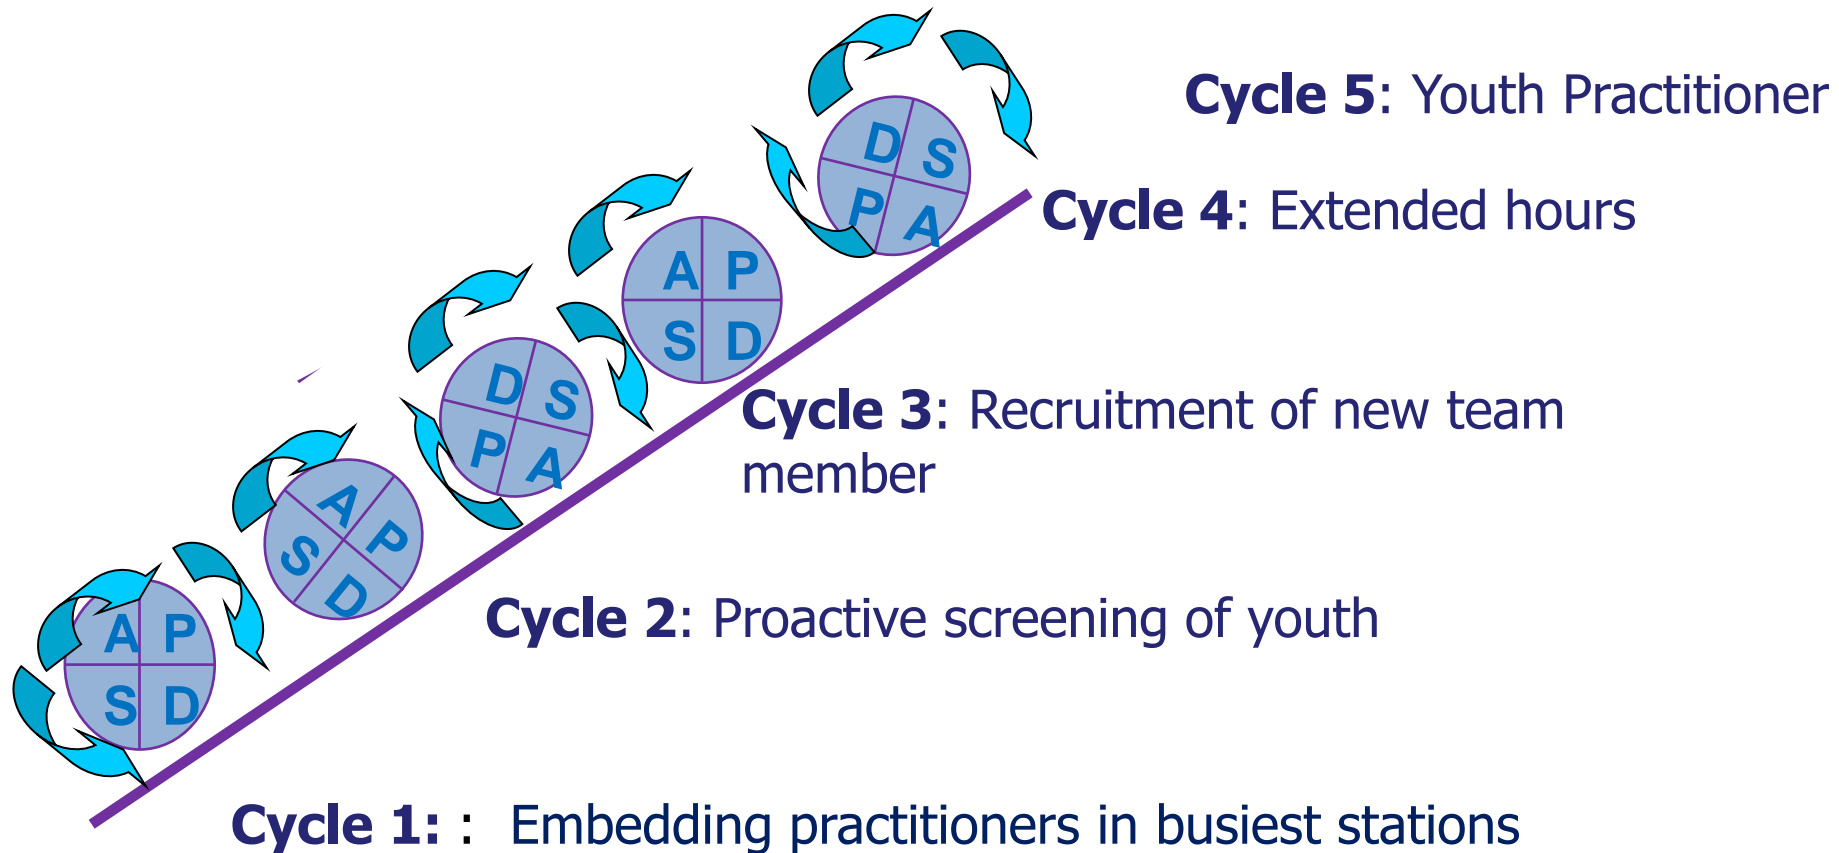 D S
P A
Cycle 5: Youth Practitioner
Cycle 4: Extended hours
A P
S D
D S
P A
Cycle 3: Recruitment of new team
member
A P
S D
Cycle 2: Proactive screening of youth
A P
S D
Cycle 1: : Embedding practitioners in busiest stations